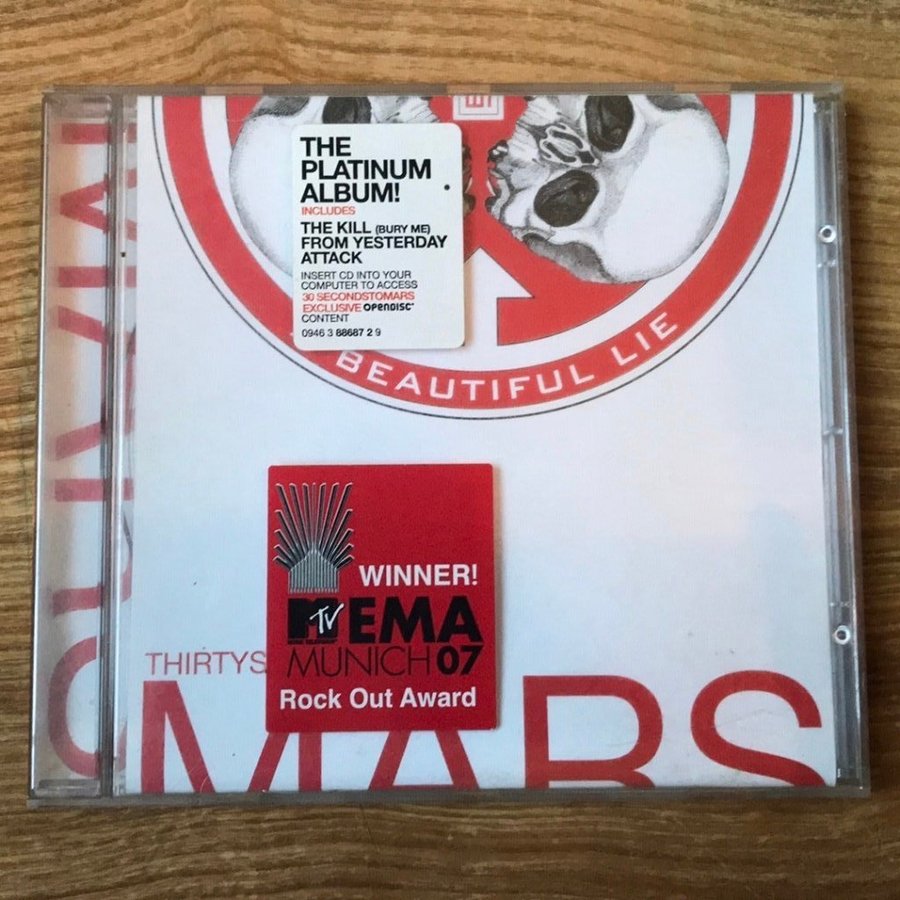 THE
PLATINUM
ALBUM!
INCLUDES
THE KILL (BURY ME)
FROM YESTERDAY
ATTACK
INSERT CD INTO YOUR
COMPUTER TO ACCESS
30 SECONDSTOMARS
EXCLUSIVE OPENDISC
CONTENT
0946 3 88687 2 9
BEAUTIFUL LIE
WINNER!
MTV EMA
MUNICH 07
Rock Out Award
THIRTYS
MARS